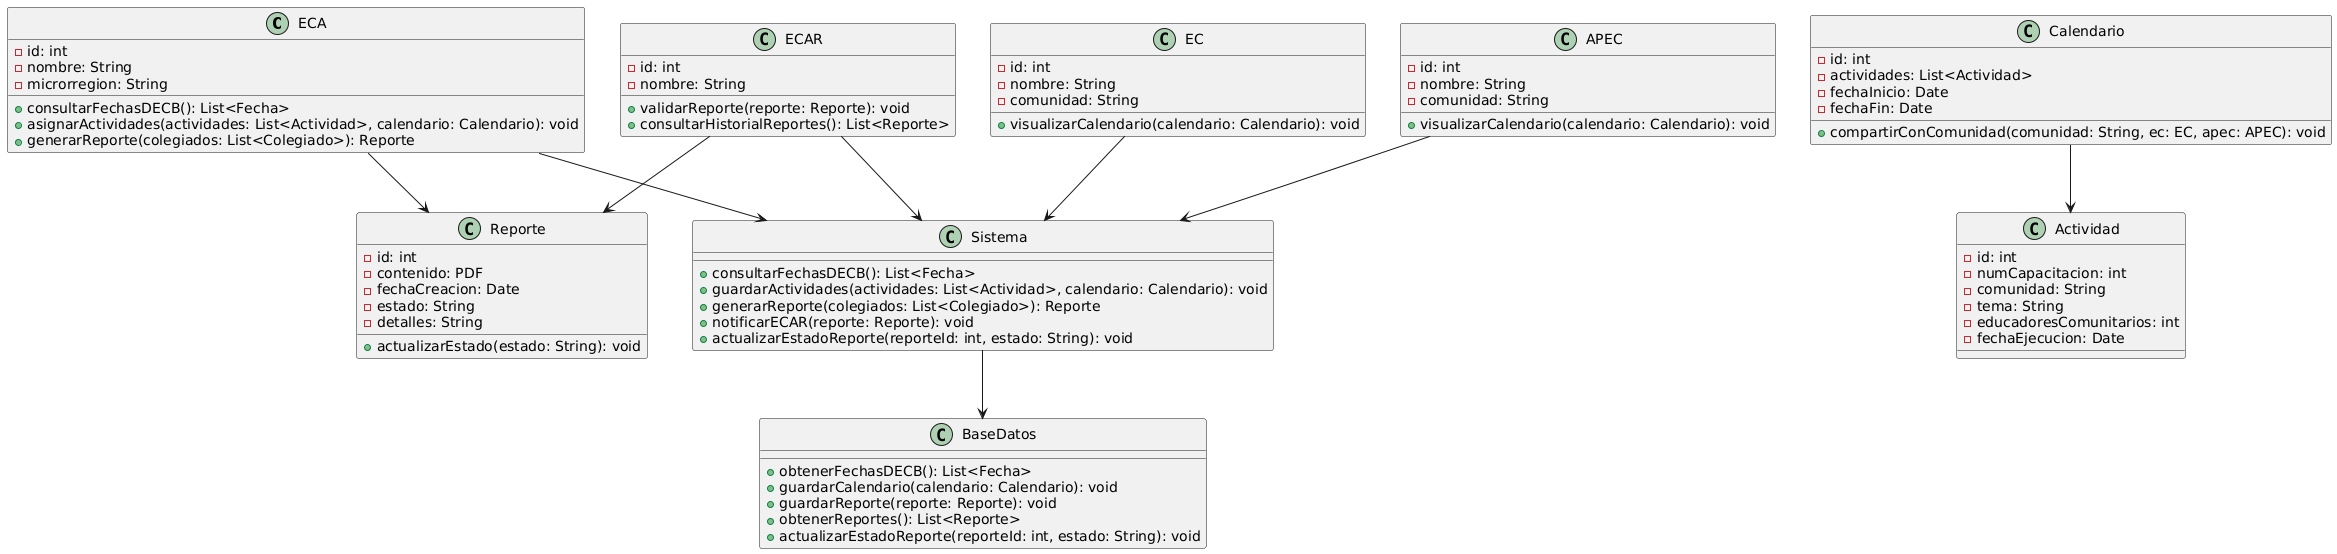 ECA
id: int
nombre: String
microrregion: String
consultarFechasDECB(): List<Fecha>
asignarActividades(actividades: List<Actividad>, calendario: Calendario): void
generarReporte(colegiados: List<Colegiado>): Reporte
ECAR
id: int
nombre: String
validarReporte(reporte: Reporte): void
consultarHistorialReportes(): List<Reporte>
EC
id: int
nombre: String
comunidad: String
visualizarCalendario(calendario: Calendario): void
APEC
id: int
nombre: String
comunidad: String
visualizarCalendario(calendario: Calendario): void
Calendario
id: int
actividades: List<Actividad>
fechaInicio: Date
fechaFin: Date
compartirConComunidad(comunidad: String, ec: EC, apec: APEC): void
Reporte
id: int
contenido: PDF
fechaCreacion: Date
estado: String
detalles: String
actualizarEstado(estado: String): void
Sistema
consultarFechasDECB(): List<Fecha>
guardarActividades(actividades: List<Actividad>, calendario: Calendario): void
generarReporte(colegiados: List<Colegiado>): Reporte
notificarECAR(reporte: Reporte): void
actualizarEstadoReporte(reporteId: int, estado: String): void
Actividad
id: int
numCapacitacion: int
comunidad: String
tema: String
educadoresComunitarios: int
fechaEjecucion: Date
BaseDatos
obtenerFechasDECB(): List<Fecha>
guardarCalendario(calendario: Calendario): void
guardarReporte(reporte: Reporte): void
obtenerReportes(): List<Reporte>
actualizarEstadoReporte(reporteId: int, estado: String): void